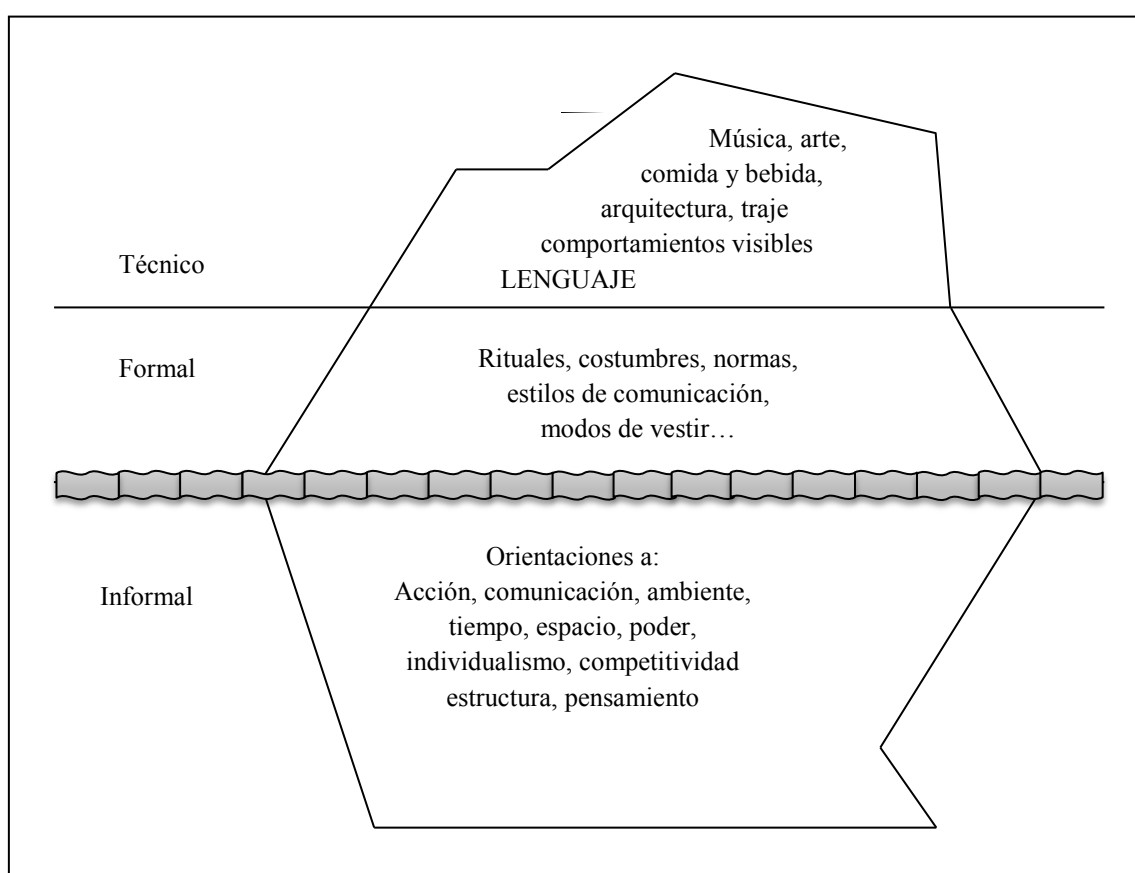 Música, arte,
comida y bebida,
arquitectura, traje
comportamientos visibles
Técnico
LENGUAJE
Formal
Rituales, costumbres, normas,
estilos de comunicación,
modos de vestir…
Informal
Orientaciones a:
Acción, comunicación, ambiente,
tiempo, espacio, poder,
individualismo, competitividad
estructura, pensamiento